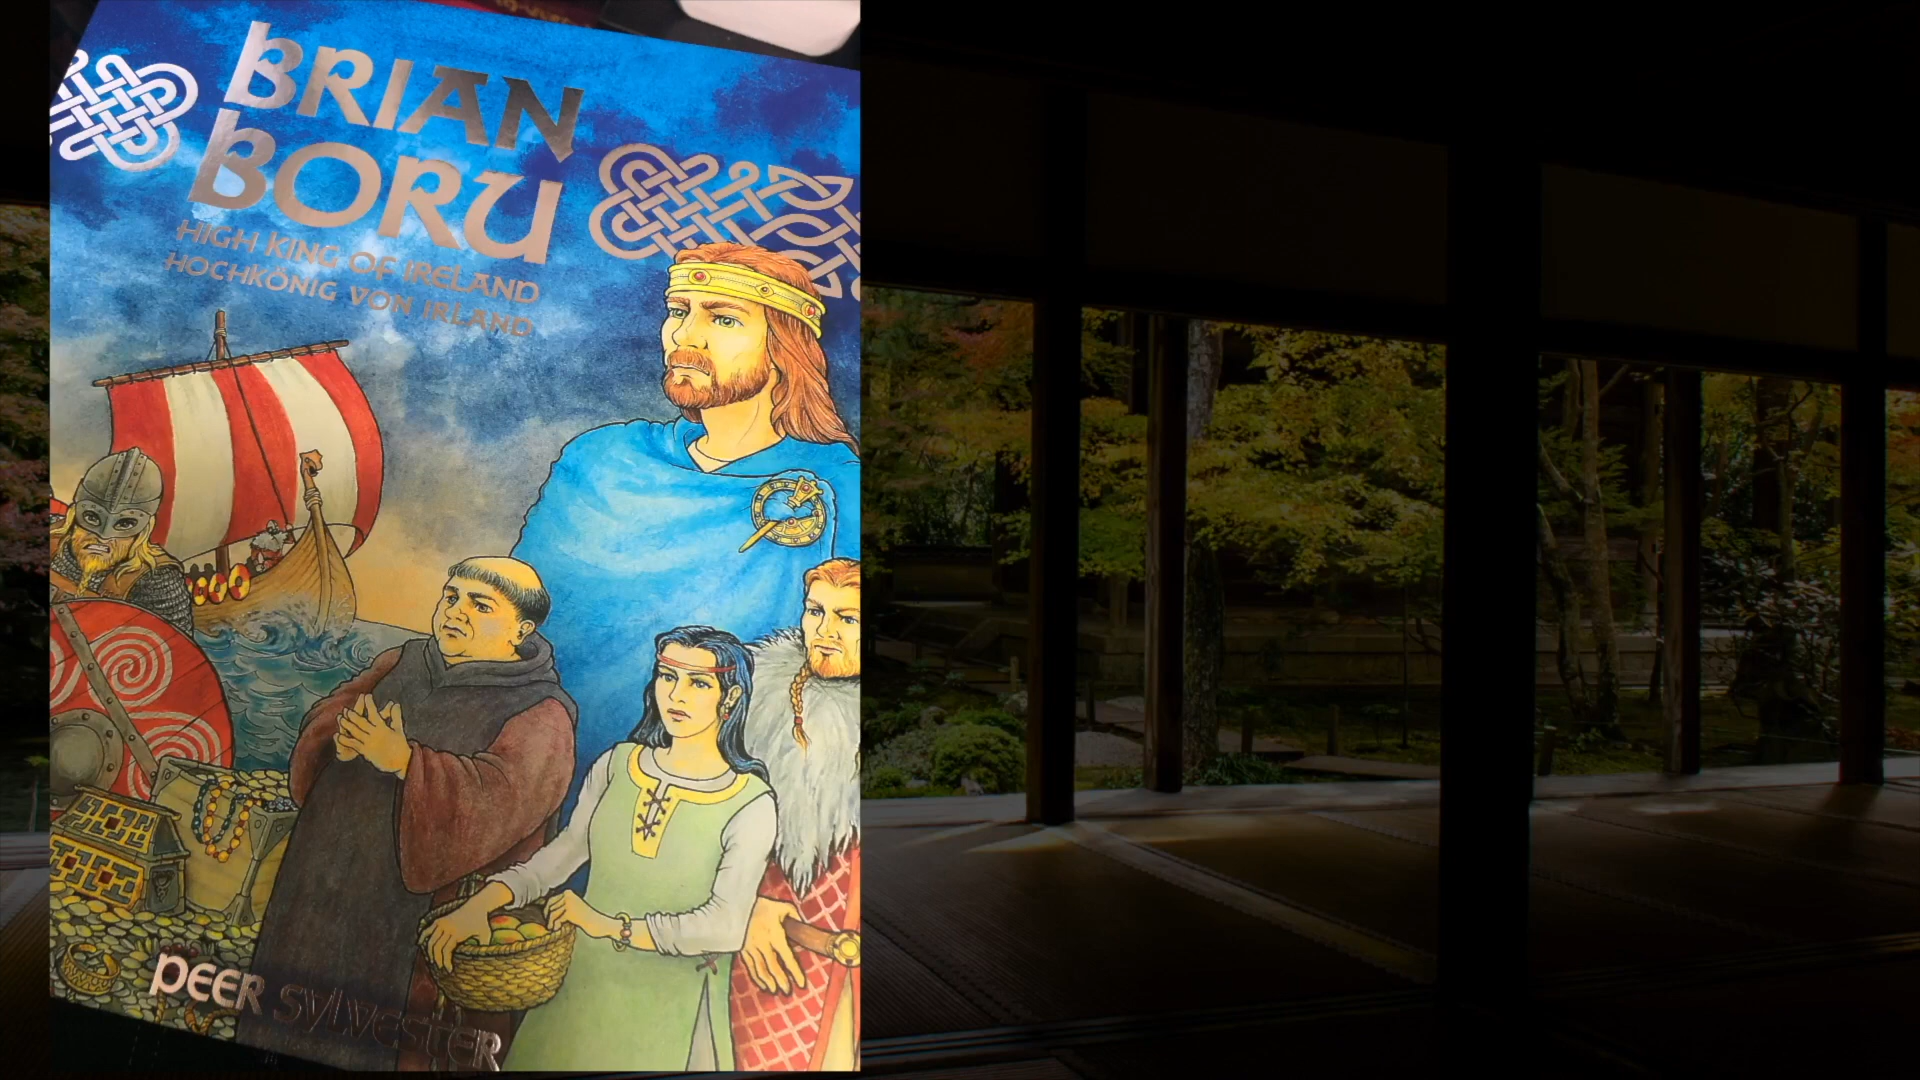 BRIAN
BORU
HIGH KING OF IRELAND
HOCHKÖNIG VON IRLAND
PEER SYLVESTER